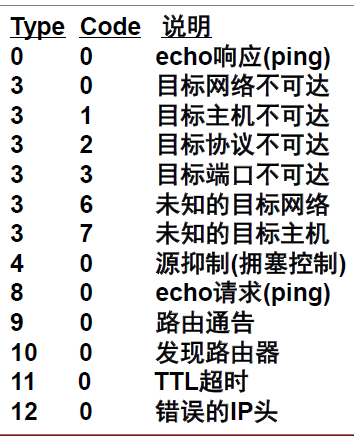 Type Code 说明
0 0 echo响应(ping)
3 0 目标网络不可达
3 1 目标主机不可达
3 2 目标协议不可达
3 3 目标端口不可达
3 6 未知的目标网络
3 7 未知的目标主机
4 0 源抑制(拥塞控制)
8 0 echo请求(ping)
9 0 路由通告
10 0 发现路由器
11 0 TTL超时
12 0 错误的IP头